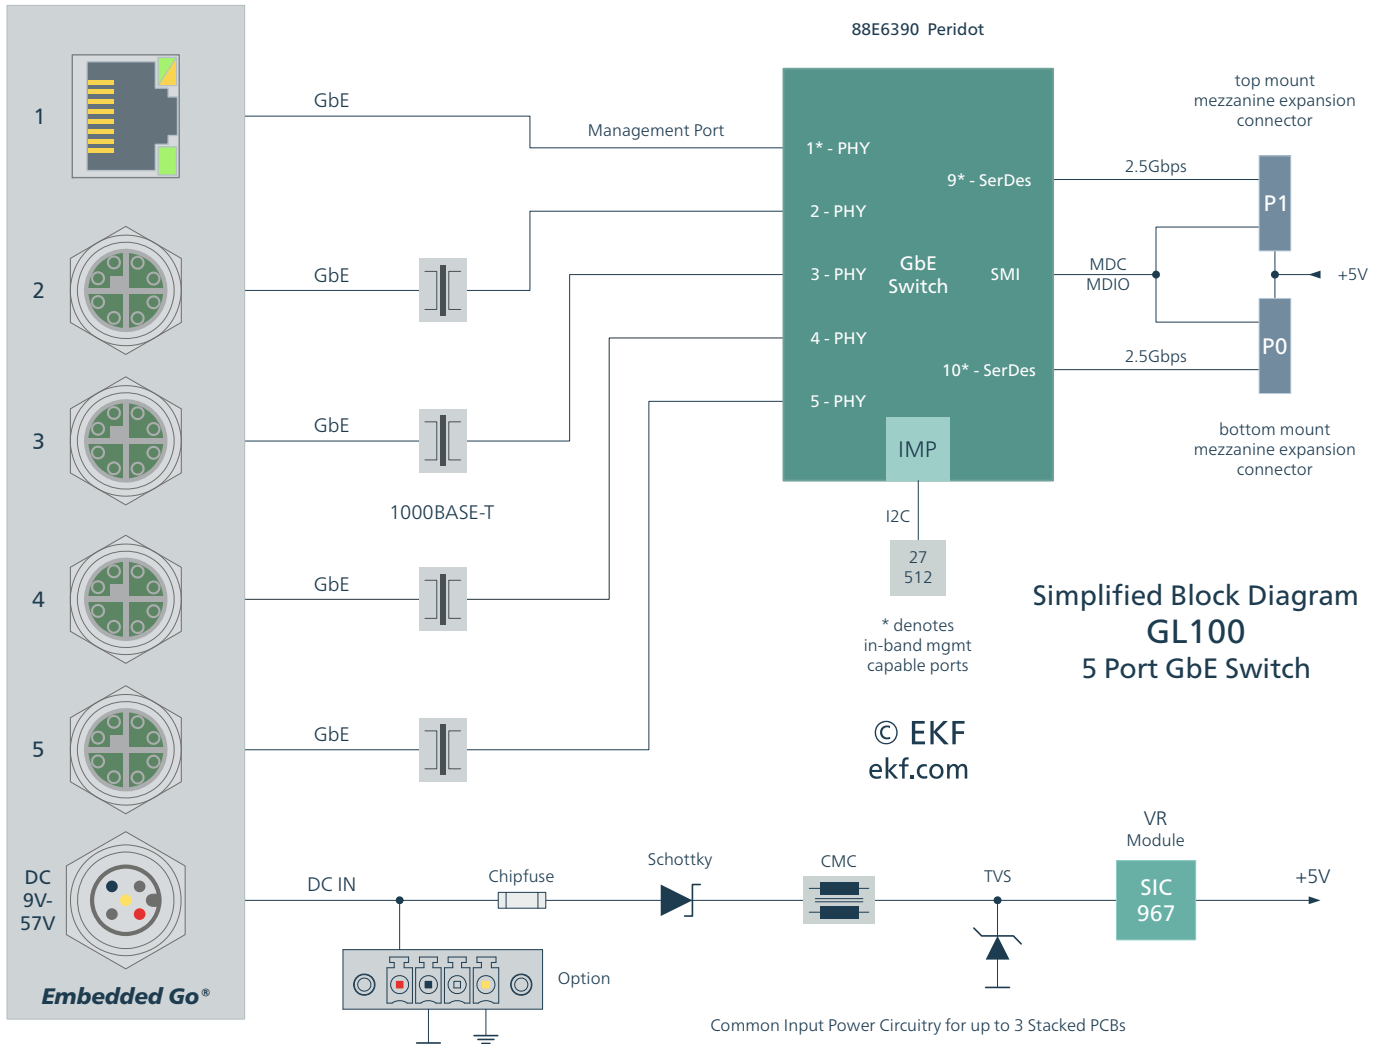 88E6390 Peridot
1
GbE
Management Port
1* - PHY
2 - PHY
3 - PHY
4 - PHY
5 - PHY
GbE
Switch
9* - SerDes
SMI
10* - SerDes
IMP
top mount
mezzanine expansion
connector
2.5Gbps
P1
MDC
MDIO
+5V
P0
2.5Gbps
bottom mount
mezzanine expansion
connector
2
GbE
3
GbE
1000BASE-T
4
GbE
5
GbE
I2C
27
512
* denotes
in-band mgmt
capable ports
Simplified Block Diagram
GL100
5 Port GbE Switch
© EKF
ekf.com
DC
9V-
57V
DC IN
Chipfuse
Schottky
CMC
TVS
VR
Module
SIC
967
+5V
Option
Embedded Go®
Common Input Power Circuitry for up to 3 Stacked PCBs